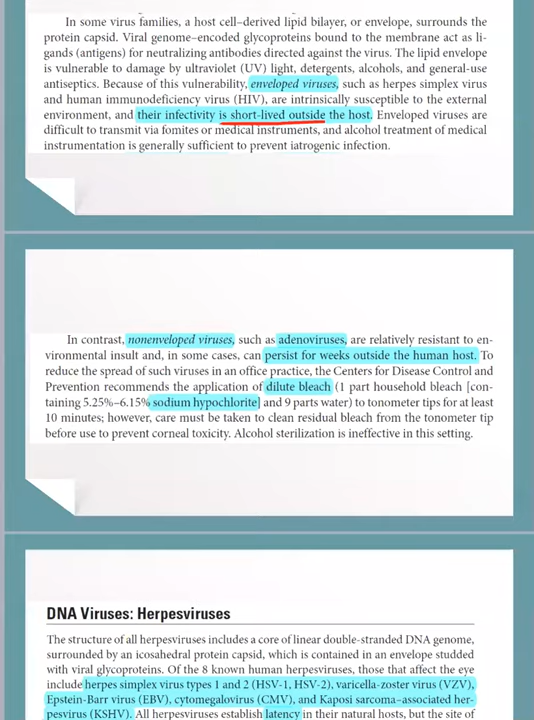 In some virus families, a host cell–derived lipid bilayer, or envelope, surrounds the
protein capsid. Viral genome–encoded glycoproteins bound to the membrane act as li-
gands (antigens) for neutralizing antibodies directed against the virus. The lipid envelope
is vulnerable to damage by ultraviolet (UV) light, detergents, alcohols, and general-use
antiseptics. Because of this vulnerability, enveloped viruses, such as herpes simplex virus
and human immunodeficiency virus (HIV), are intrinsically susceptible to the external
environment, and their infectivity is short-lived outside the host. Enveloped viruses are
difficult to transmit via fomites or medical instruments, and alcohol treatment of medical
instrumentation is generally sufficient to prevent iatrogenic infection.
In contrast, nonenveloped viruses, such as adenoviruses, are relatively resistant to en-
vironmental insult and, in some cases, can persist for weeks outside the human host. To
reduce the spread of such viruses in an office practice, the Centers for Disease Control and
Prevention recommends the application of dilute bleach (1 part household bleach [con-
taining 5.25%–6.15% sodium hypochlorite] and 9 parts water) to tonometer tips for at least
10 minutes; however, care must be taken to clean residual bleach from the tonometer tip
before use to prevent corneal toxicity. Alcohol sterilization is ineffective in this setting.
DNA Viruses: Herpesviruses
The structure of all herpesviruses includes a core of linear double-stranded DNA genome,
surrounded by an icosahedral protein capsid, which is contained in an envelope studded
with viral glycoproteins. Of the 8 known human herpesviruses, those that affect the eye
include herpes simplex virus types 1 and 2 (HSV-1, HSV-2), varicella-zoster virus (VZV),
Epstein-Barr virus (EBV), cytomegalovirus (CMV), and Kaposi sarcoma–associated her-
pesvirus (KSHV). All herpesviruses establish latency in their natural hosts, but the site of